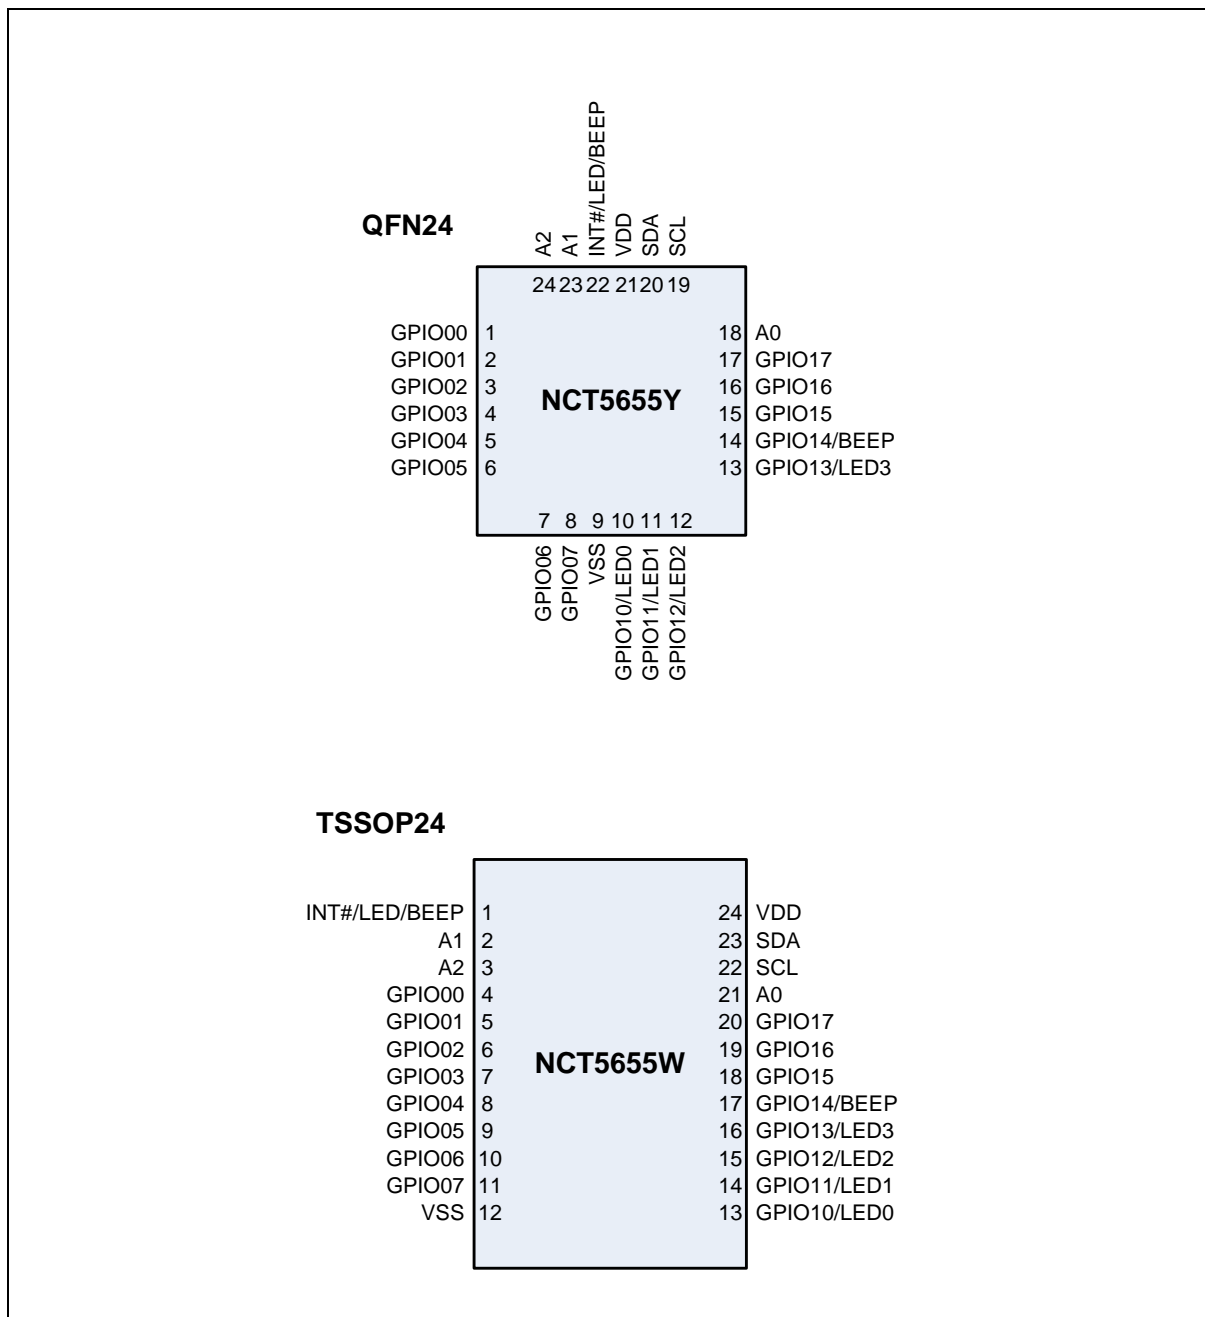 QFN24
A2
A1
INT#/LED/BEEP
VDD
SDA
SCL
24 23 22 21 20 19
GPIO00 1
GPIO01 2
GPIO02 3
GPIO03 4
GPIO04 5
GPIO05 6
NCT5655Y
18 A0
17 GPIO17
16 GPIO16
15 GPIO15
14 GPIO14/BEEP
13 GPIO13/LED3
7 8 9 10 11 12
GPIO06
GPIO07
VSS
GPIO10/LED0
GPIO11/LED1
GPIO12/LED2
TSSOP24
INT#/LED/BEEP 1
A1 2
A2 3
GPIO00 4
GPIO01 5
GPIO02 6
GPIO03 7
GPIO04 8
GPIO05 9
GPIO06 10
GPIO07 11
VSS 12
NCT5655W
24 VDD
23 SDA
22 SCL
21 A0
20 GPIO17
19 GPIO16
18 GPIO15
17 GPIO14/BEEP
16 GPIO13/LED3
15 GPIO12/LED2
14 GPIO11/LED1
13 GPIO10/LED0